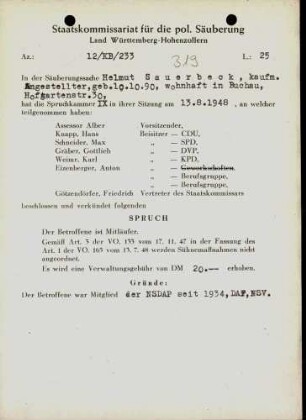 Staatskommissariat für die pol. Säuberung
Land Württemberg-Hohenzollern
Az.: 12/KB/233 L.: 25
319
In der Säuberungssache Helmut Sauerbeck, kaufm.
Angestellter, geb.10.10.90, wohnhaft in Buchau,
Hofgartenstr.30,
hat die Spruchkammer IX in ihrer Sitzung am 13.8.1948, an welcher
teilgenommen haben:
Assessor Alber Vorsitzender,
Knapp, Hans Beisitzer — CDU,
Schneider, Max — SPD,
Gräber, Gottlich — DVP,
Weimer, Karl — KPD,
Eizenberger, Anton — Gewerkschaften,
— Berufsgruppe,
— Berufsgruppe,
Götzendörfer, Friedrich Vertreter des Staatskommissars
beschlossen und verkündet folgenden
SPRUCH
Der Betroffene ist Mitläufer.
Gemäß Art. 3 der VO. 133 vom 17. 11. 47 in der Fassung des
Art. 1 der VO. 165 vom 13. 7. 48 werden Sühnemaßnahmen nicht
angeordnet.
Es wird eine Verwaltungsgebühr von DM 20.-- erhoben.
Gründe:
Der Betroffene war Mitglied der NSDAP seit 1934, DAF, NSV.